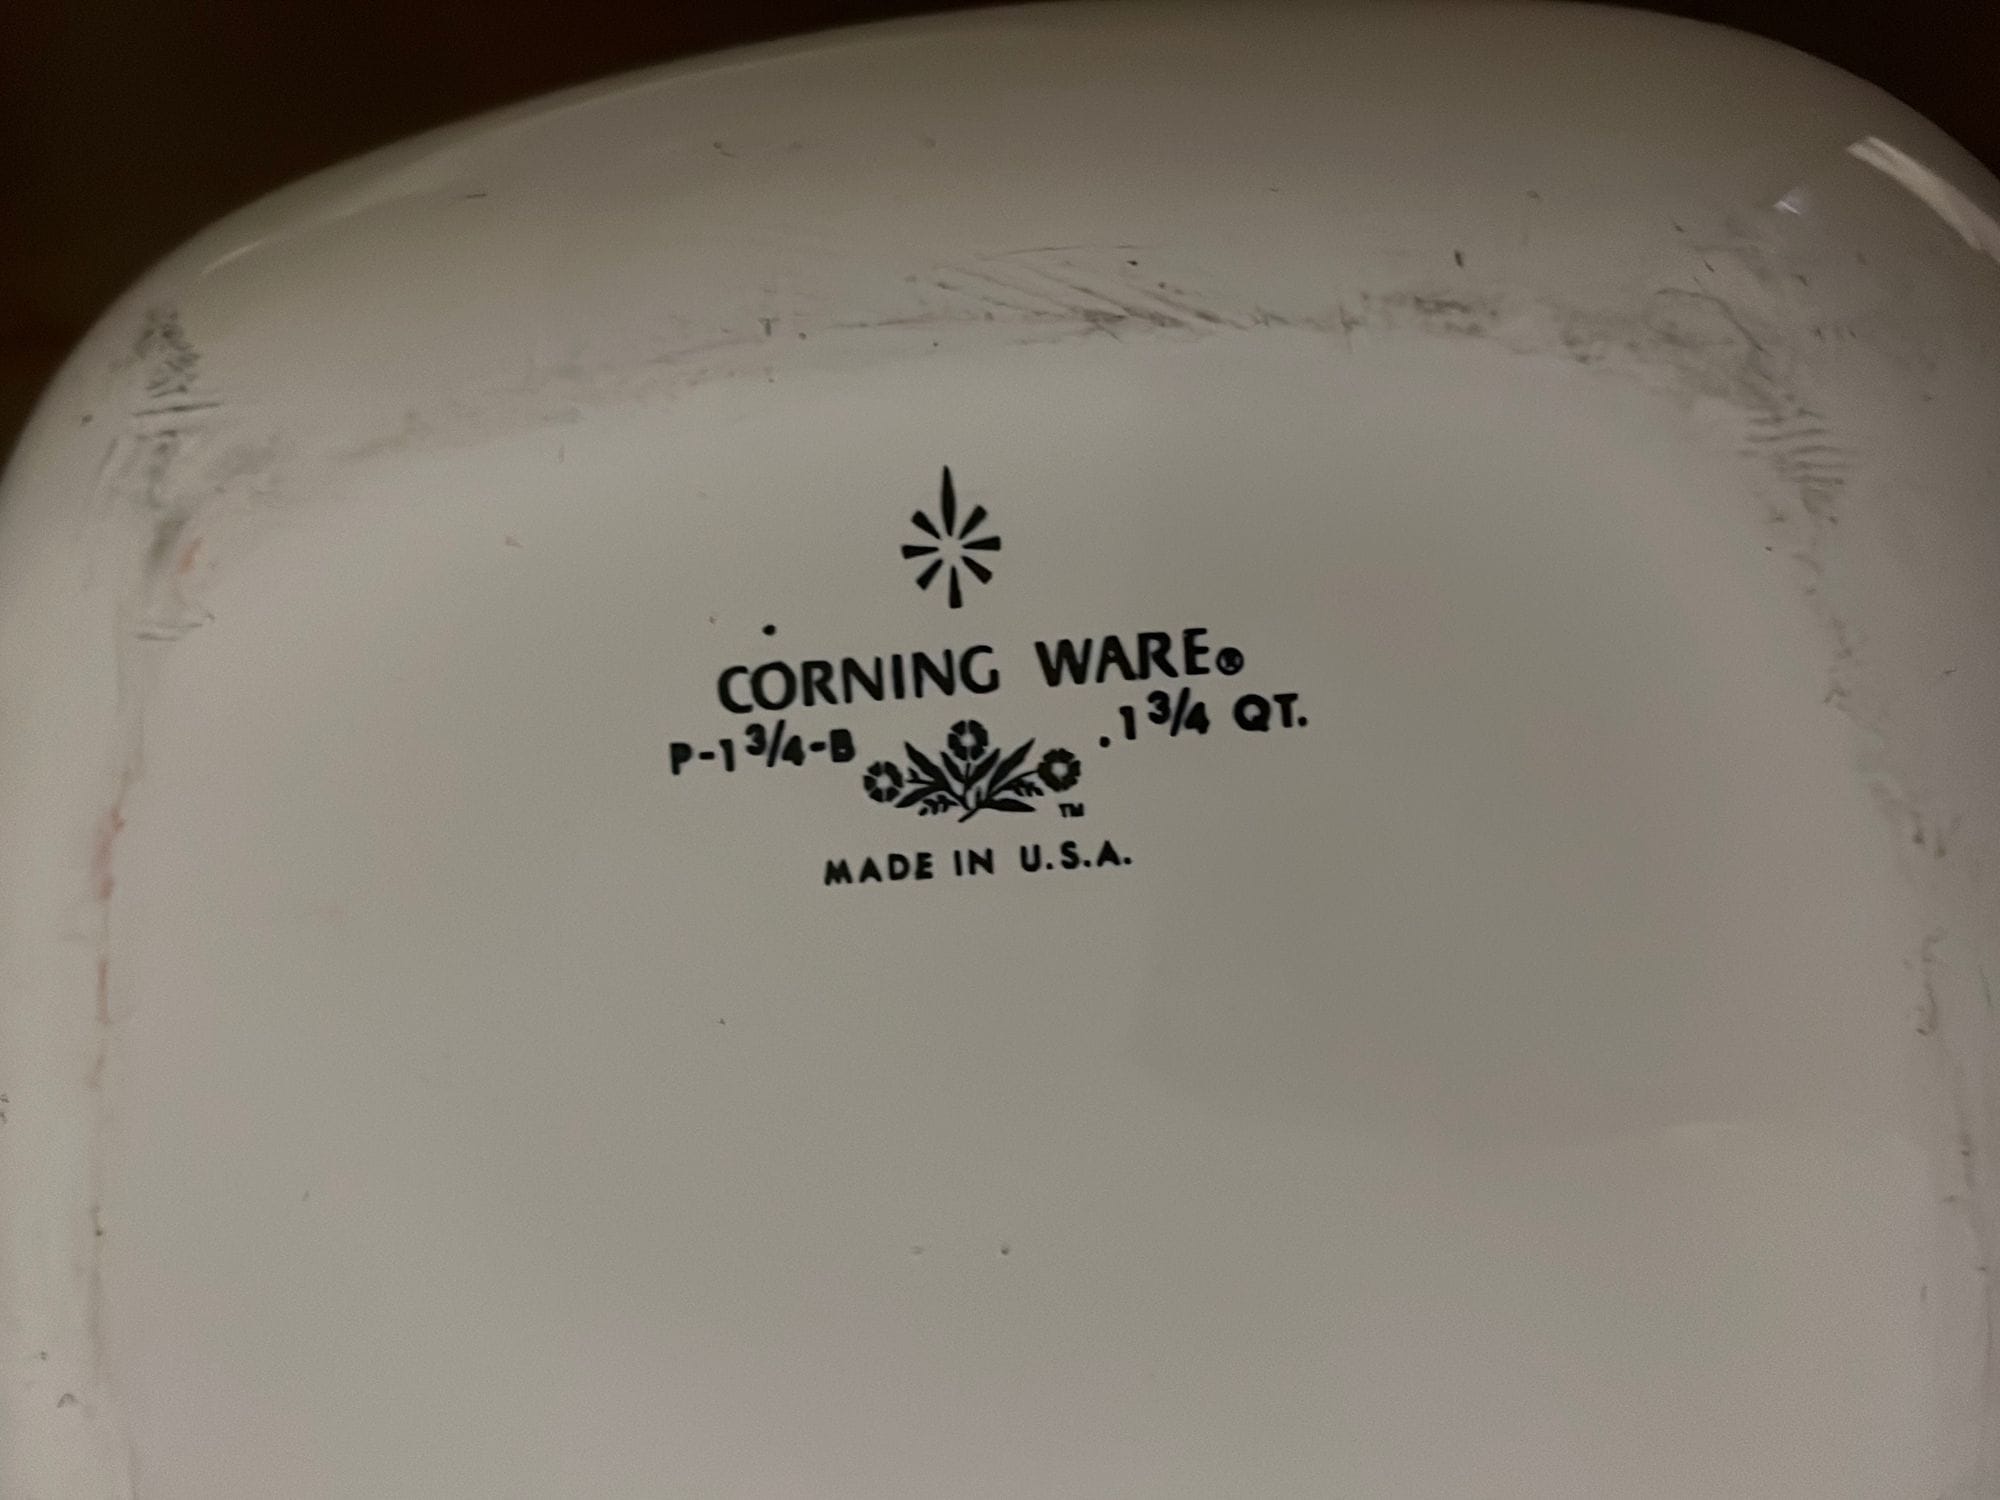 CORNING WARE®
P-1 3/4-B .1 3/4 QT.
TM
MADE IN U.S.A.